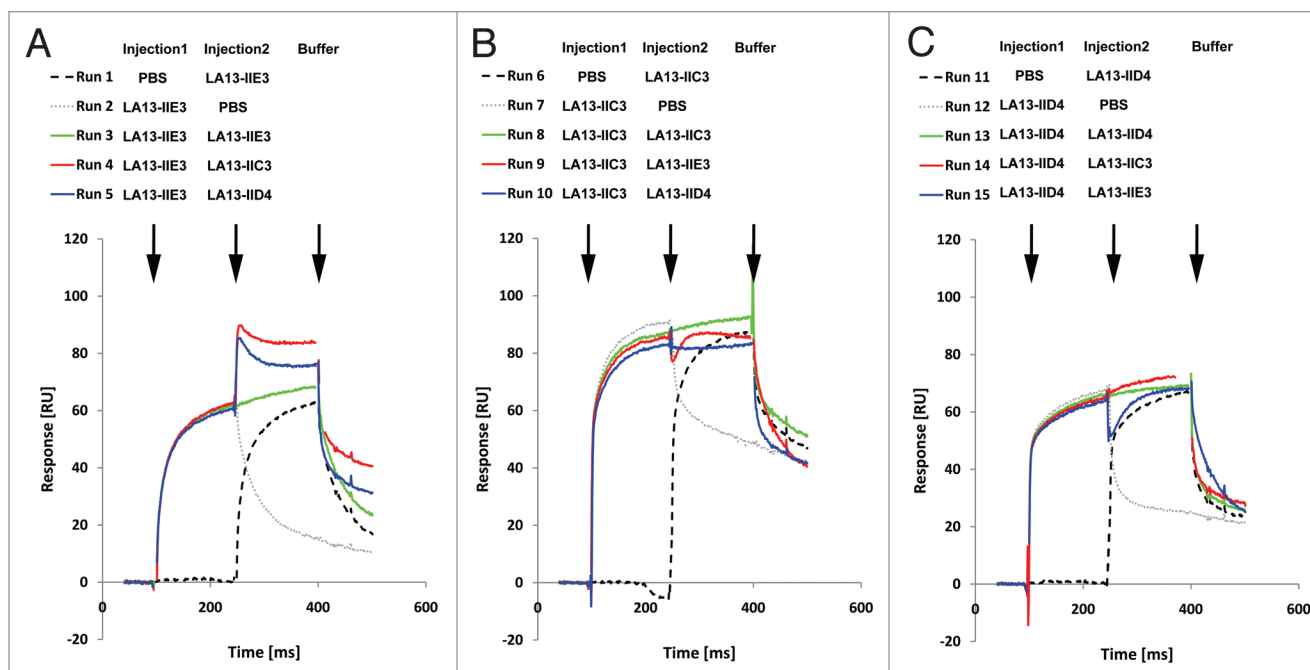 A
Injection1 Injection2 Buffer
Run 1 PBS LA13-IIE3
Run 2 LA13-IIE3 PBS
Run 3 LA13-IIE3 LA13-IIE3
Run 4 LA13-IIE3 LA13-IIC3
Run 5 LA13-IIE3 LA13-IID4
120
100
80
60
40
20
0
-20
Response [RU]
0 200 400 600
Time [ms]
B
Injection1 Injection2 Buffer
Run 6 PBS LA13-IIC3
Run 7 LA13-IIC3 PBS
Run 8 LA13-IIC3 LA13-IIC3
Run 9 LA13-IIC3 LA13-IIE3
Run 10 LA13-IIC3 LA13-IID4
120
100
80
60
40
20
0
-20
Response [RU]
0 200 400 600
Time [ms]
C
Injection1 Injection2 Buffer
Run 11 PBS LA13-IID4
Run 12 LA13-IID4 PBS
Run 13 LA13-IID4 LA13-IID4
Run 14 LA13-IID4 LA13-IIC3
Run 15 LA13-IID4 LA13-IIE3
120
100
80
60
40
20
0
-20
Response [RU]
0 200 400 600
Time [ms]